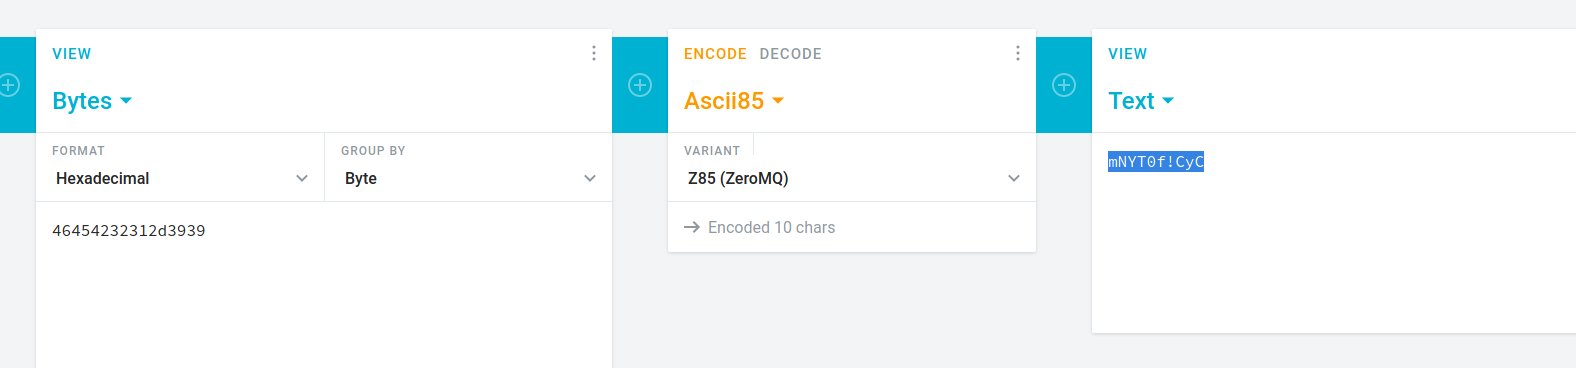 VIEW
Bytes
FORMAT
Hexadecimal
GROUP BY
Byte
46454232312d3939
ENCODE DECODE
Ascii85
VARIANT
Z85 (ZeroMQ)
→ Encoded 10 chars
VIEW
Text
mNYT0f!CyC